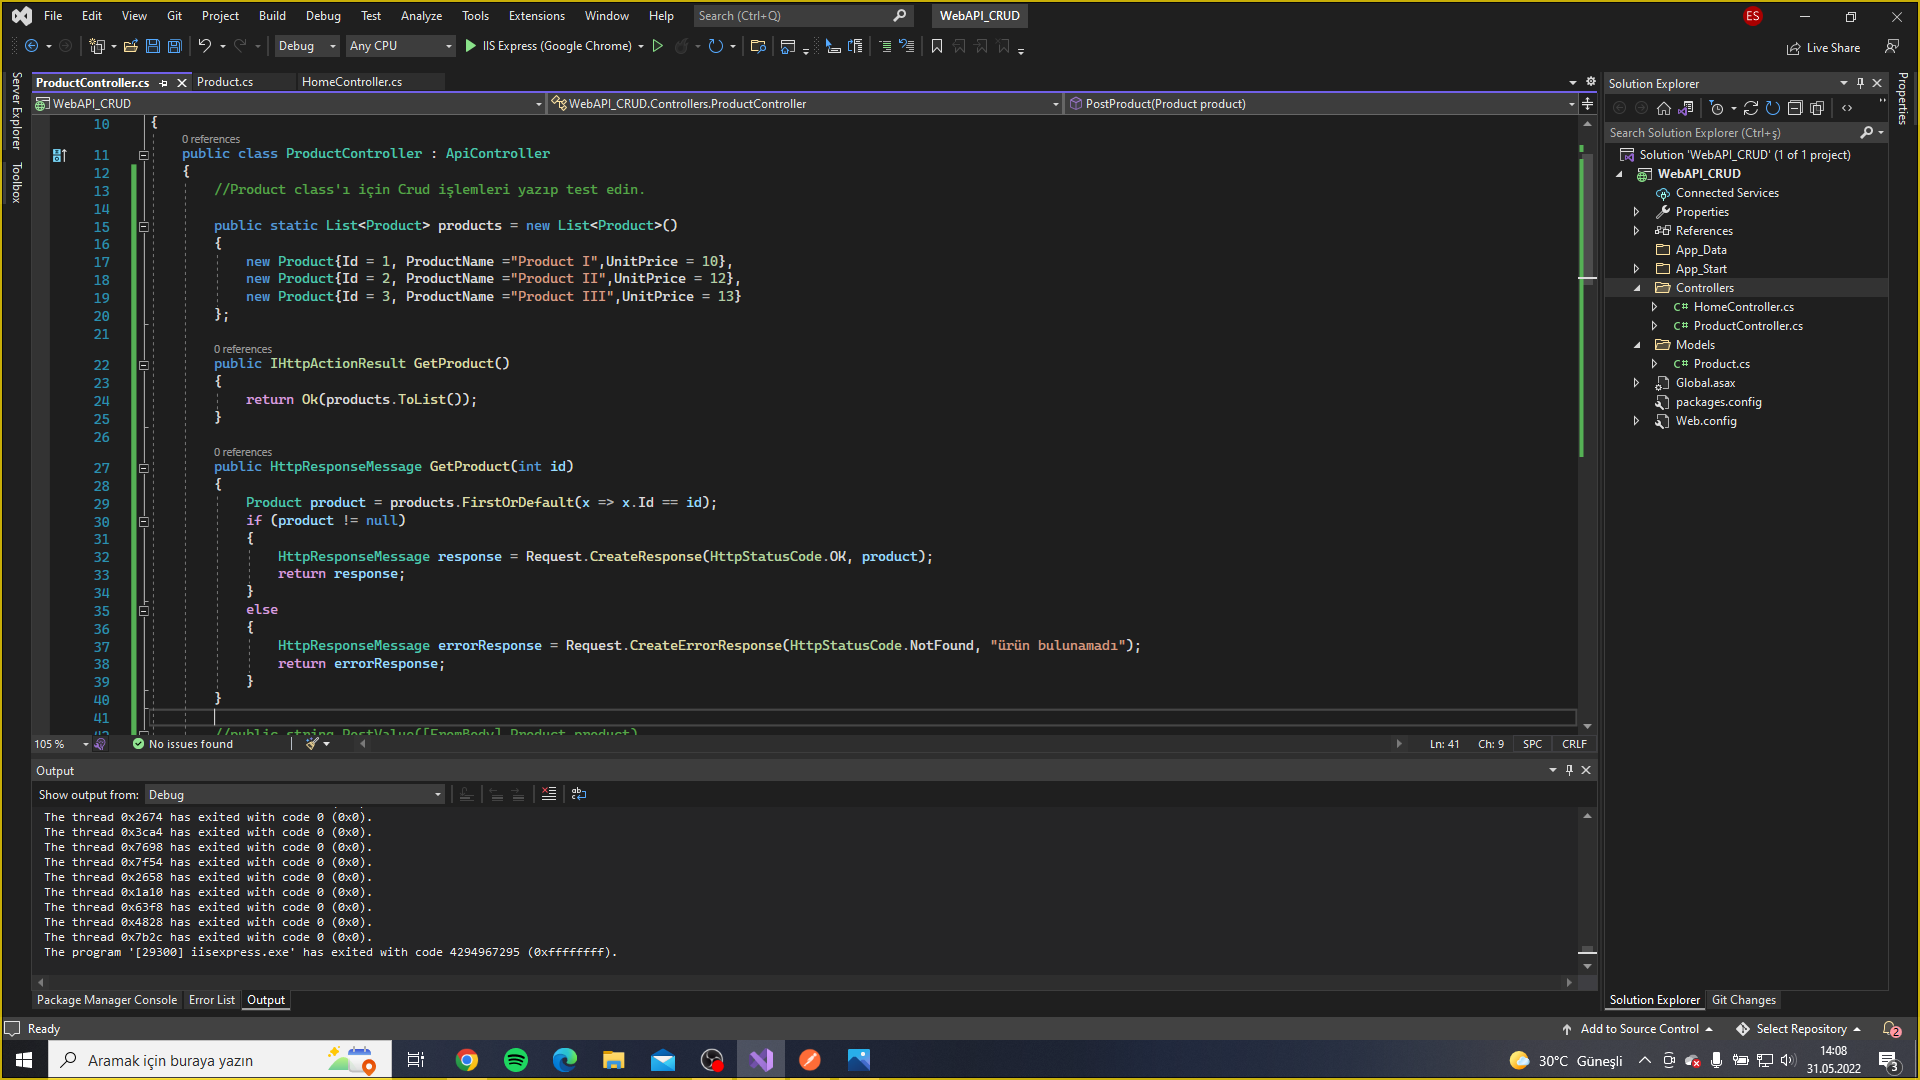 File Edit View Git Project Build Debug Test Analyze Tools Extensions Window Help Search (Ctrl+Q) WebAPI_CRUD ES
Debug Any CPU IIS Express (Google Chrome) Live Share
Server Explorer
Toolbox
ProductController.cs Product.cs HomeController.cs
WebAPI_CRUD WebAPI_CRUD.Controllers.ProductController PostProduct(Product product)
10 {
0 references
11 public class ProductController : ApiController
12 {
13 //Product class'ı için Crud işlemleri yazıp test edin.
14
15 public static List<Product> products = new List<Product>()
16 {
17 new Product{Id = 1, ProductName ="Product I",UnitPrice = 10},
18 new Product{Id = 2, ProductName ="Product II",UnitPrice = 12},
19 new Product{Id = 3, ProductName ="Product III",UnitPrice = 13}
20 };
21
0 references
22 public IHttpActionResult GetProduct()
23 {
24 return Ok(products.ToList());
25 }
26
0 references
27 public HttpResponseMessage GetProduct(int id)
28 {
29 Product product = products.FirstOrDefault(x => x.Id == id);
30 if (product != null)
31 {
32 HttpResponseMessage response = Request.CreateResponse(HttpStatusCode.OK, product);
33 return response;
34 }
35 else
36 {
37 HttpResponseMessage errorResponse = Request.CreateErrorResponse(HttpStatusCode.NotFound, "ürün bulunamadı");
38 return errorResponse;
39 }
40 }
41
42 //public string PostValue([FromBody] Product product)
105 % No issues found Ln: 41 Ch: 9 SPC CRLF
Output
Show output from: Debug
The thread 0x2674 has exited with code 0 (0x0).
The thread 0x3ca4 has exited with code 0 (0x0).
The thread 0x7698 has exited with code 0 (0x0).
The thread 0x7f54 has exited with code 0 (0x0).
The thread 0x2658 has exited with code 0 (0x0).
The thread 0x1a10 has exited with code 0 (0x0).
The thread 0x63f8 has exited with code 0 (0x0).
The thread 0x4828 has exited with code 0 (0x0).
The thread 0x7b2c has exited with code 0 (0x0).
The program '[29300] iisexpress.exe' has exited with code 4294967295 (0xffffffff).
Package Manager Console Error List Output
Solution Explorer
Search Solution Explorer (Ctrl+ş)
Solution 'WebAPI_CRUD' (1 of 1 project)
WebAPI_CRUD
Connected Services
Properties
References
App_Data
App_Start
Controllers
C# HomeController.cs
C# ProductController.cs
Models
C# Product.cs
Global.asax
packages.config
Web.config
Solution Explorer Git Changes
Properties
Ready Add to Source Control Select Repository 2
Aramak için buraya yazın 30°C Güneşli 14:08
31.05.2022 3